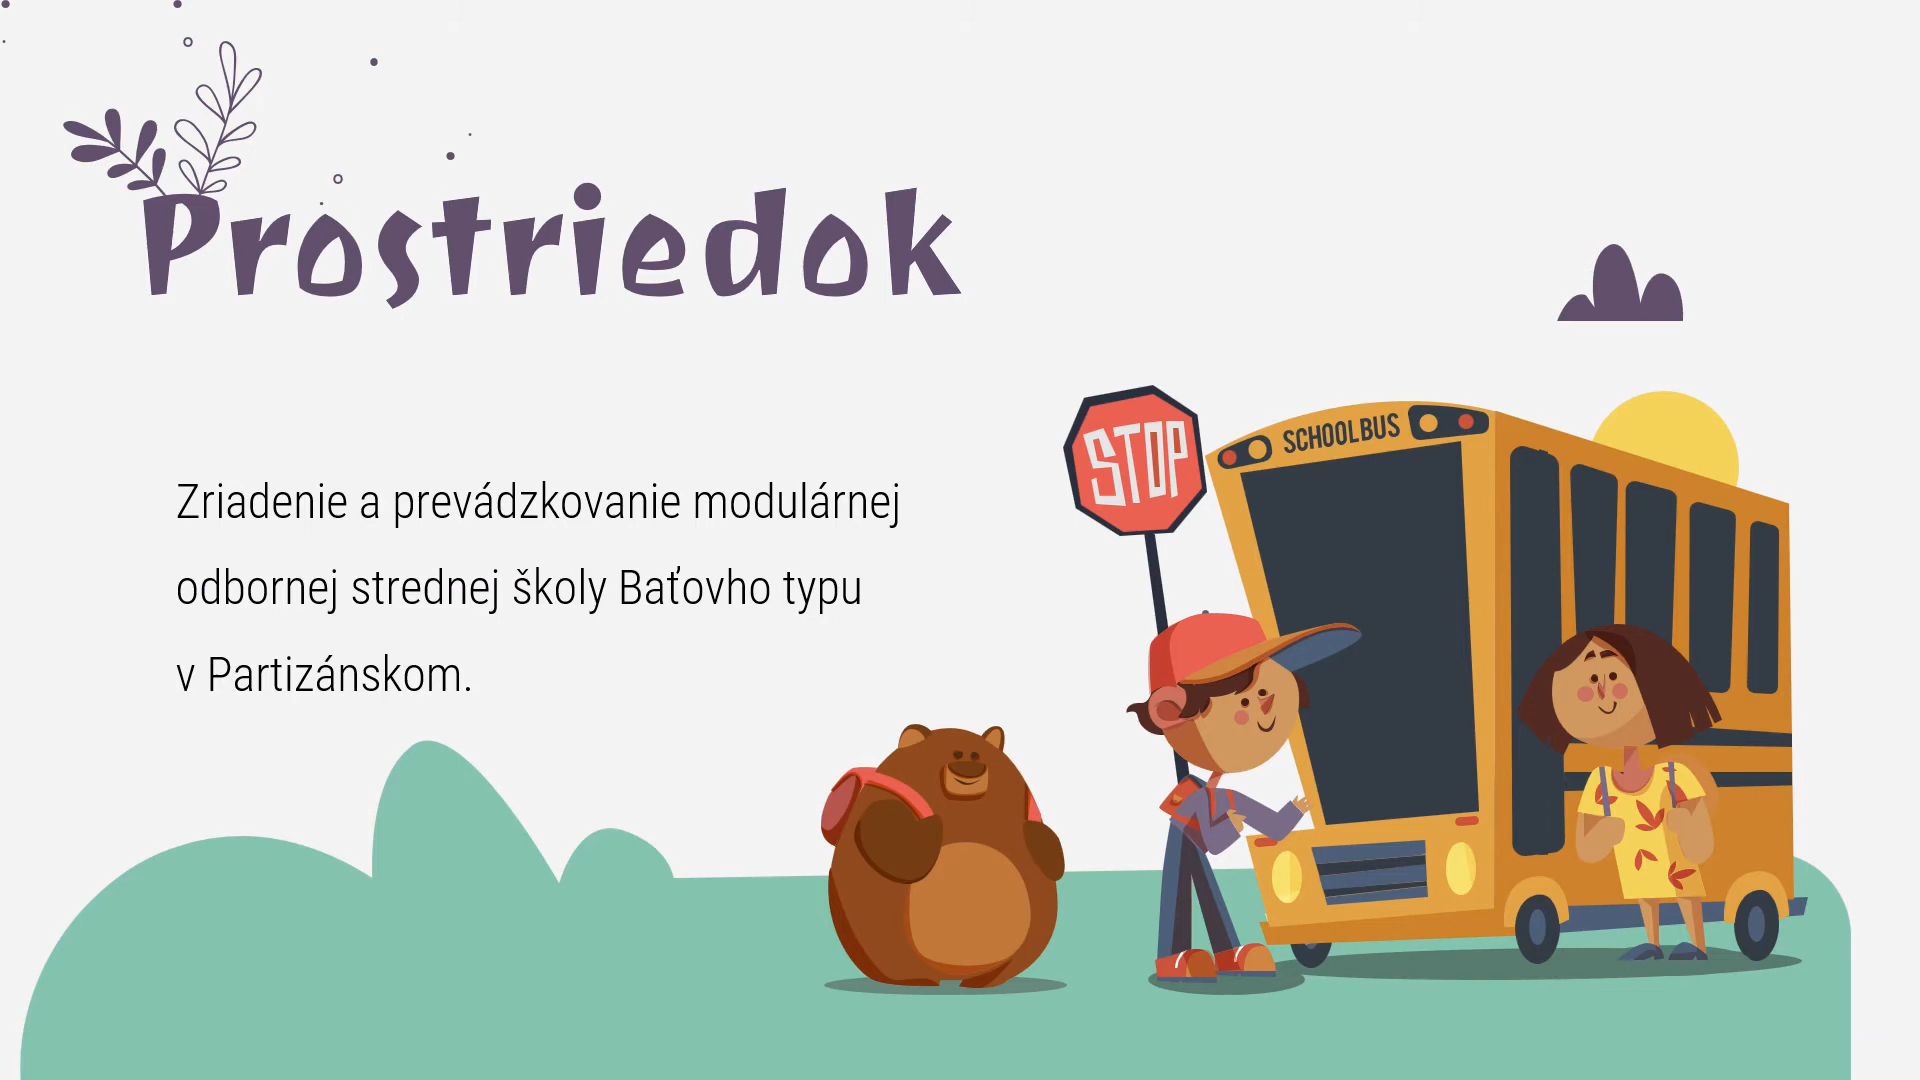 Prostriedok
Zriadenie a prevádzkovanie modulárnej
odbornej strednej školy Baťovho typu
v Partizánskom.
STOP
SCHOOLBUS